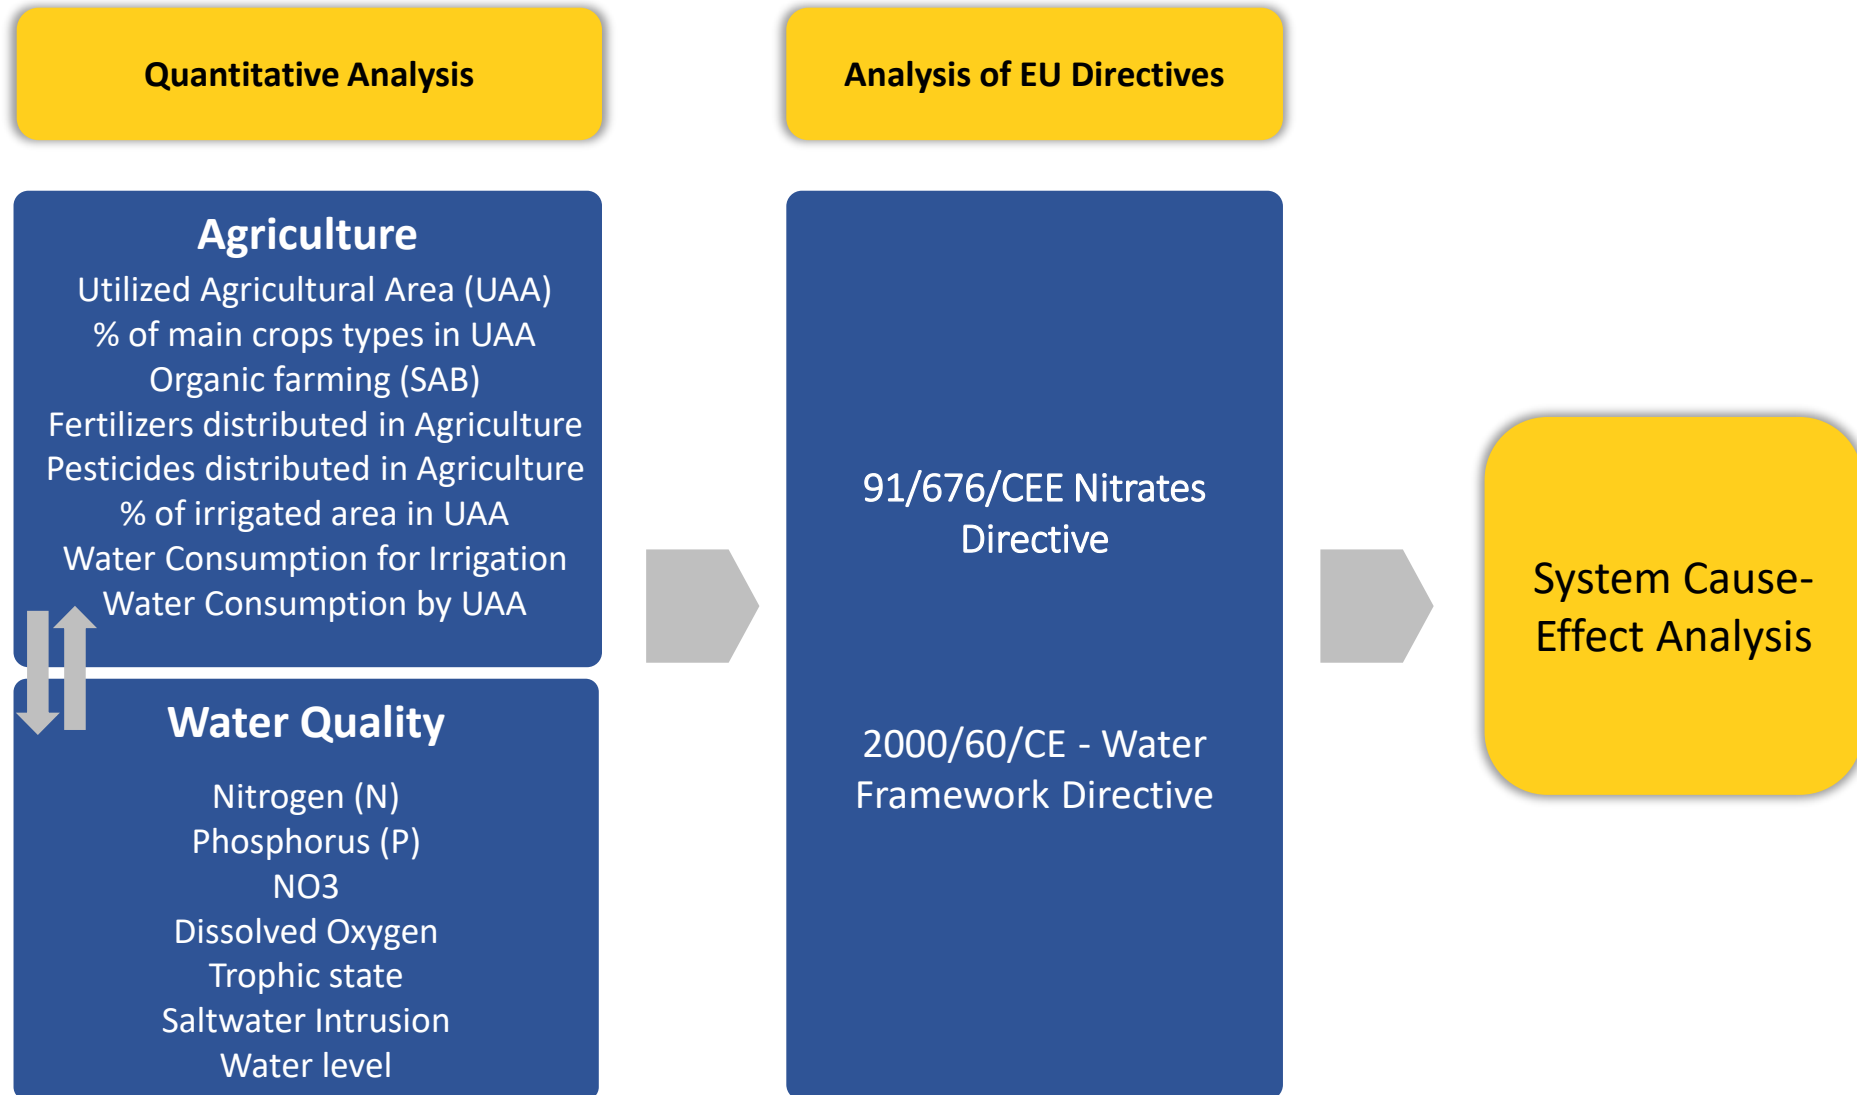 Quantitative Analysis
Analysis of EU Directives
Agriculture
Utilized Agricultural Area (UAA)
% of main crops types in UAA
Organic farming (SAB)
Fertilizers distributed in Agriculture
Pesticides distributed in Agriculture
% of irrigated area in UAA
Water Consumption for Irrigation
Water Consumption by UAA
Water Quality
Nitrogen (N)
Phosphorus (P)
NO3
Dissolved Oxygen
Trophic state
Saltwater Intrusion
Water level
91/676/CEE Nitrates
Directive
2000/60/CE - Water
Framework Directive
System Cause-
Effect Analysis